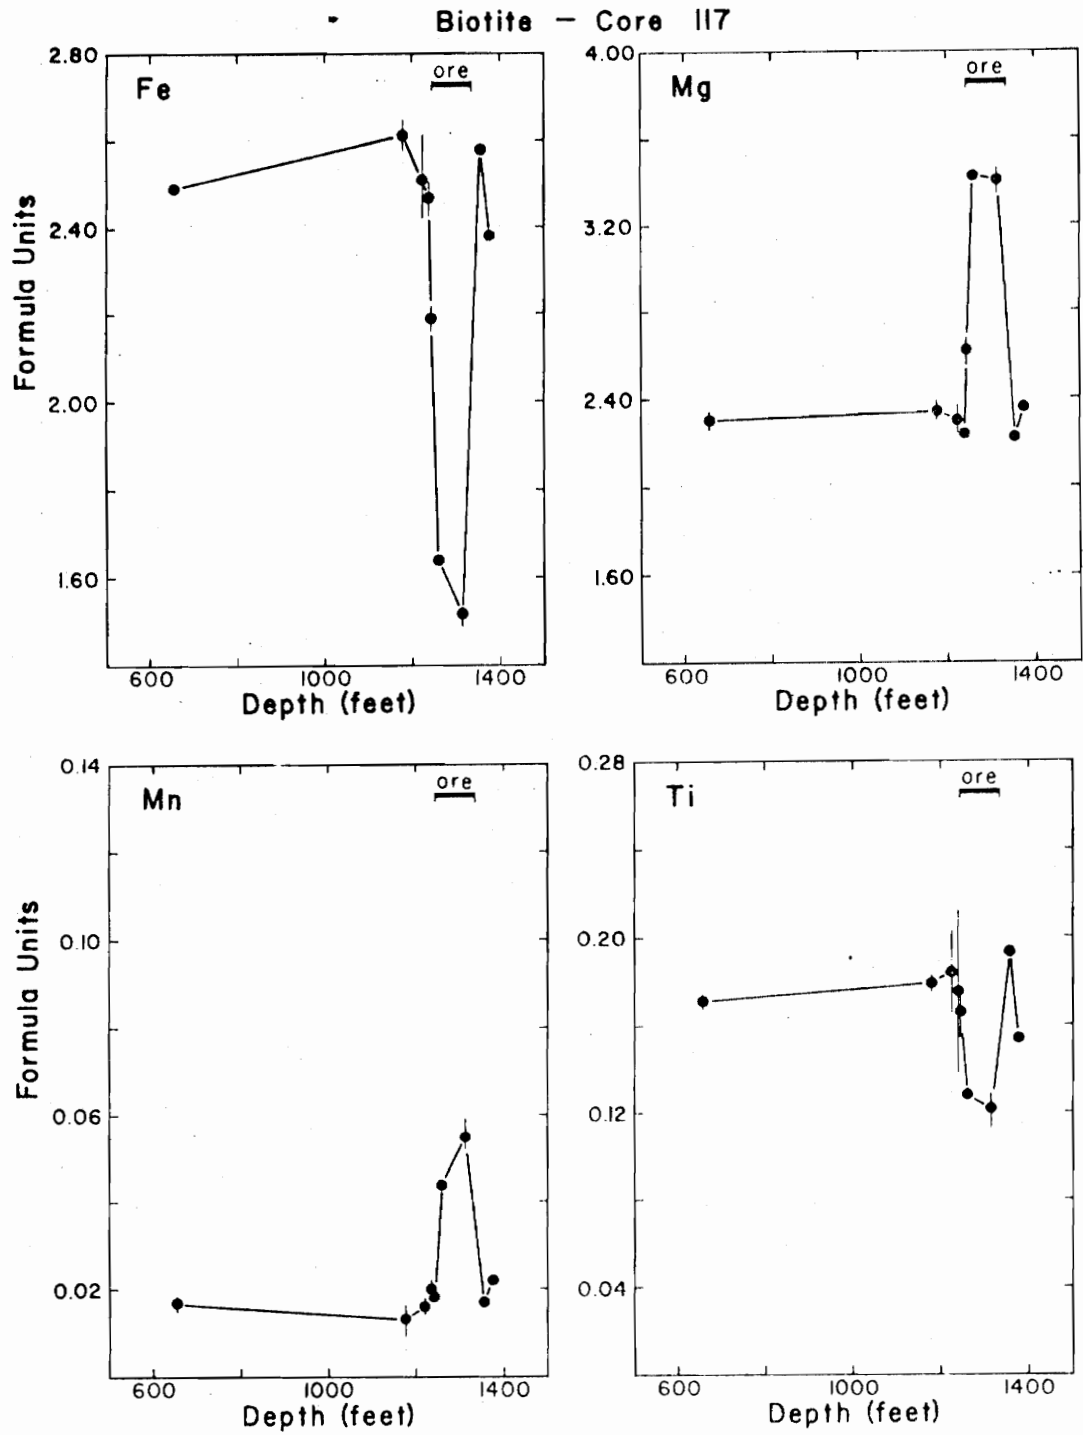 Biotite — Core 117
2.80
Fe
ore
2.40
2.00
1.60
Formula Units
600
1000
1400
Depth (feet)
4.00
Mg
ore
3.20
2.40
1.60
600
1000
1400
Depth (feet)
0.14
Mn
ore
0.10
0.06
0.02
Formula Units
600
1000
1400
Depth (feet)
0.28
Ti
ore
0.20
0.12
0.04
600
1000
1400
Depth (feet)